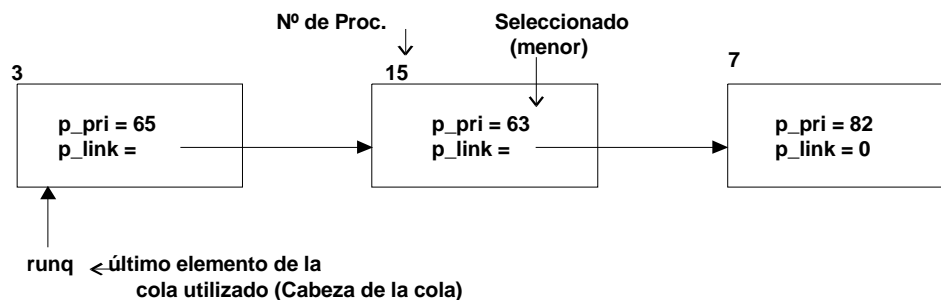 Nº de Proc.
Seleccionado
(menor)
3
15
7
p_pri = 65
p_link =
p_pri = 63
p_link =
p_pri = 82
p_link = 0
runq
último elemento de la
cola utilizado (Cabeza de la cola)